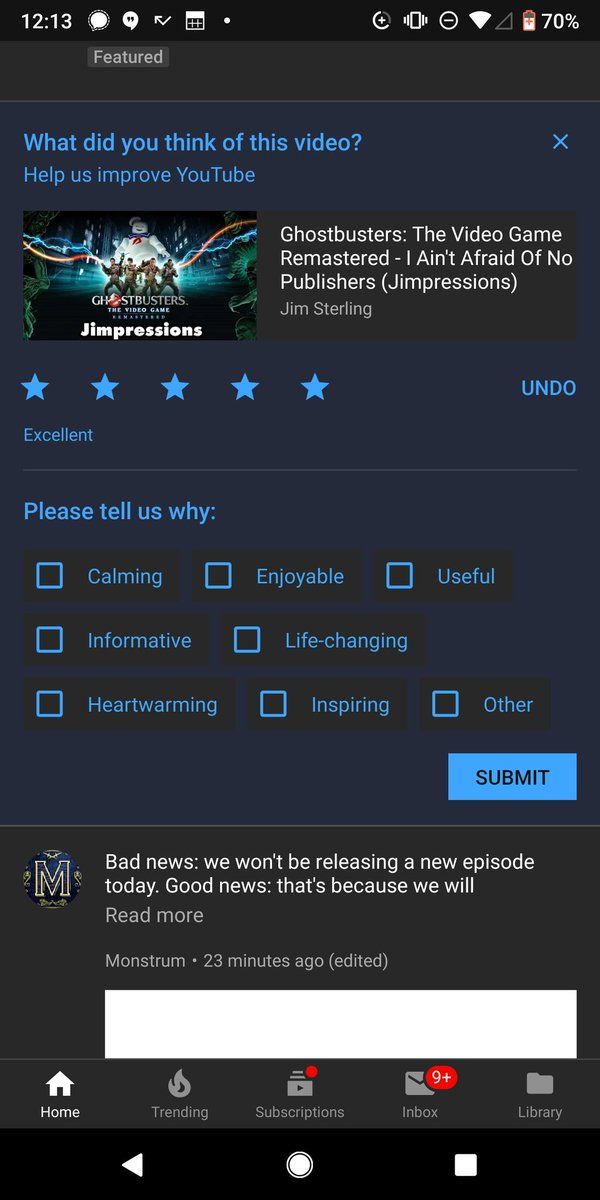 12:13
70%
Featured
What did you think of this video?
Help us improve YouTube
GHOSTBUSTERS.
THE VIDEO GAME
REMASTERED
Jimpressions
Ghostbusters: The Video Game
Remastered - I Ain't Afraid Of No
Publishers (Jimpressions)
Jim Sterling
UNDO
Excellent
Please tell us why:
Calming Enjoyable Useful
Informative Life-changing
Heartwarming Inspiring Other
SUBMIT
M
Bad news: we won't be releasing a new episode
today. Good news: that's because we will
Read more
Monstrum • 23 minutes ago (edited)
9+
Home Trending Subscriptions Inbox Library